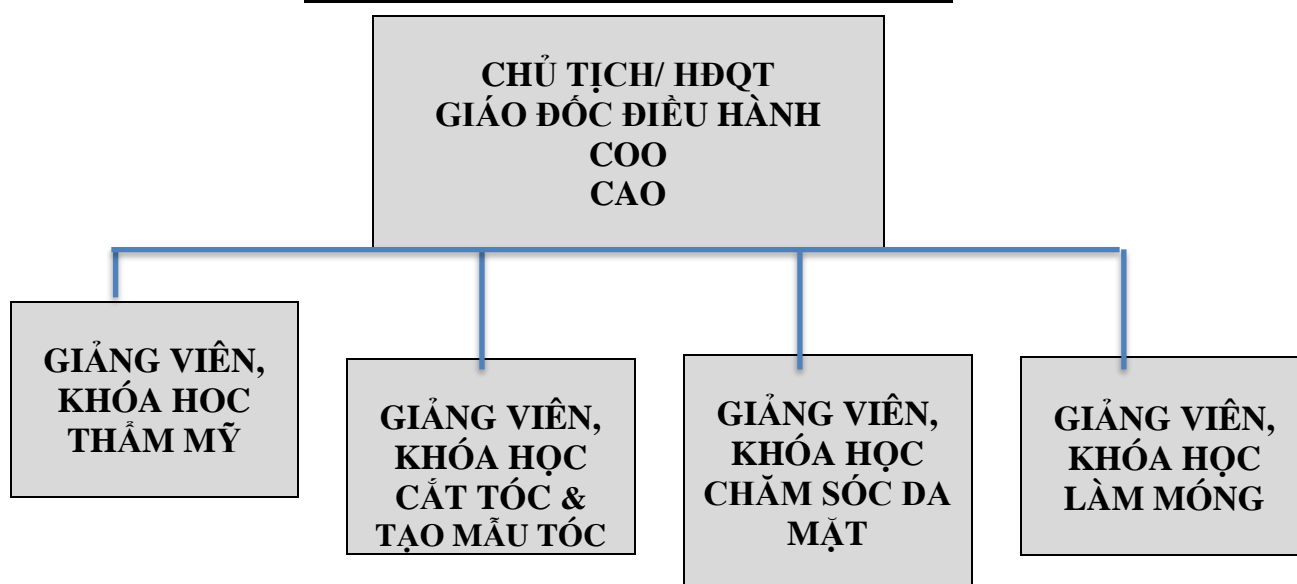 CHỦ TỊCH/ HĐQT
GIÁO ĐỐC ĐIỀU HÀNH
COO
CAO
GIẢNG VIÊN,
KHÓA HOC
THẨM MỸ
GIẢNG VIÊN,
KHÓA HỌC
CẮT TÓC &
TẠO MẪU TÓC
GIẢNG VIÊN,
KHÓA HỌC
CHĂM SÓC DA
MẶT
GIẢNG VIÊN,
KHÓA HỌC
LÀM MÓNG